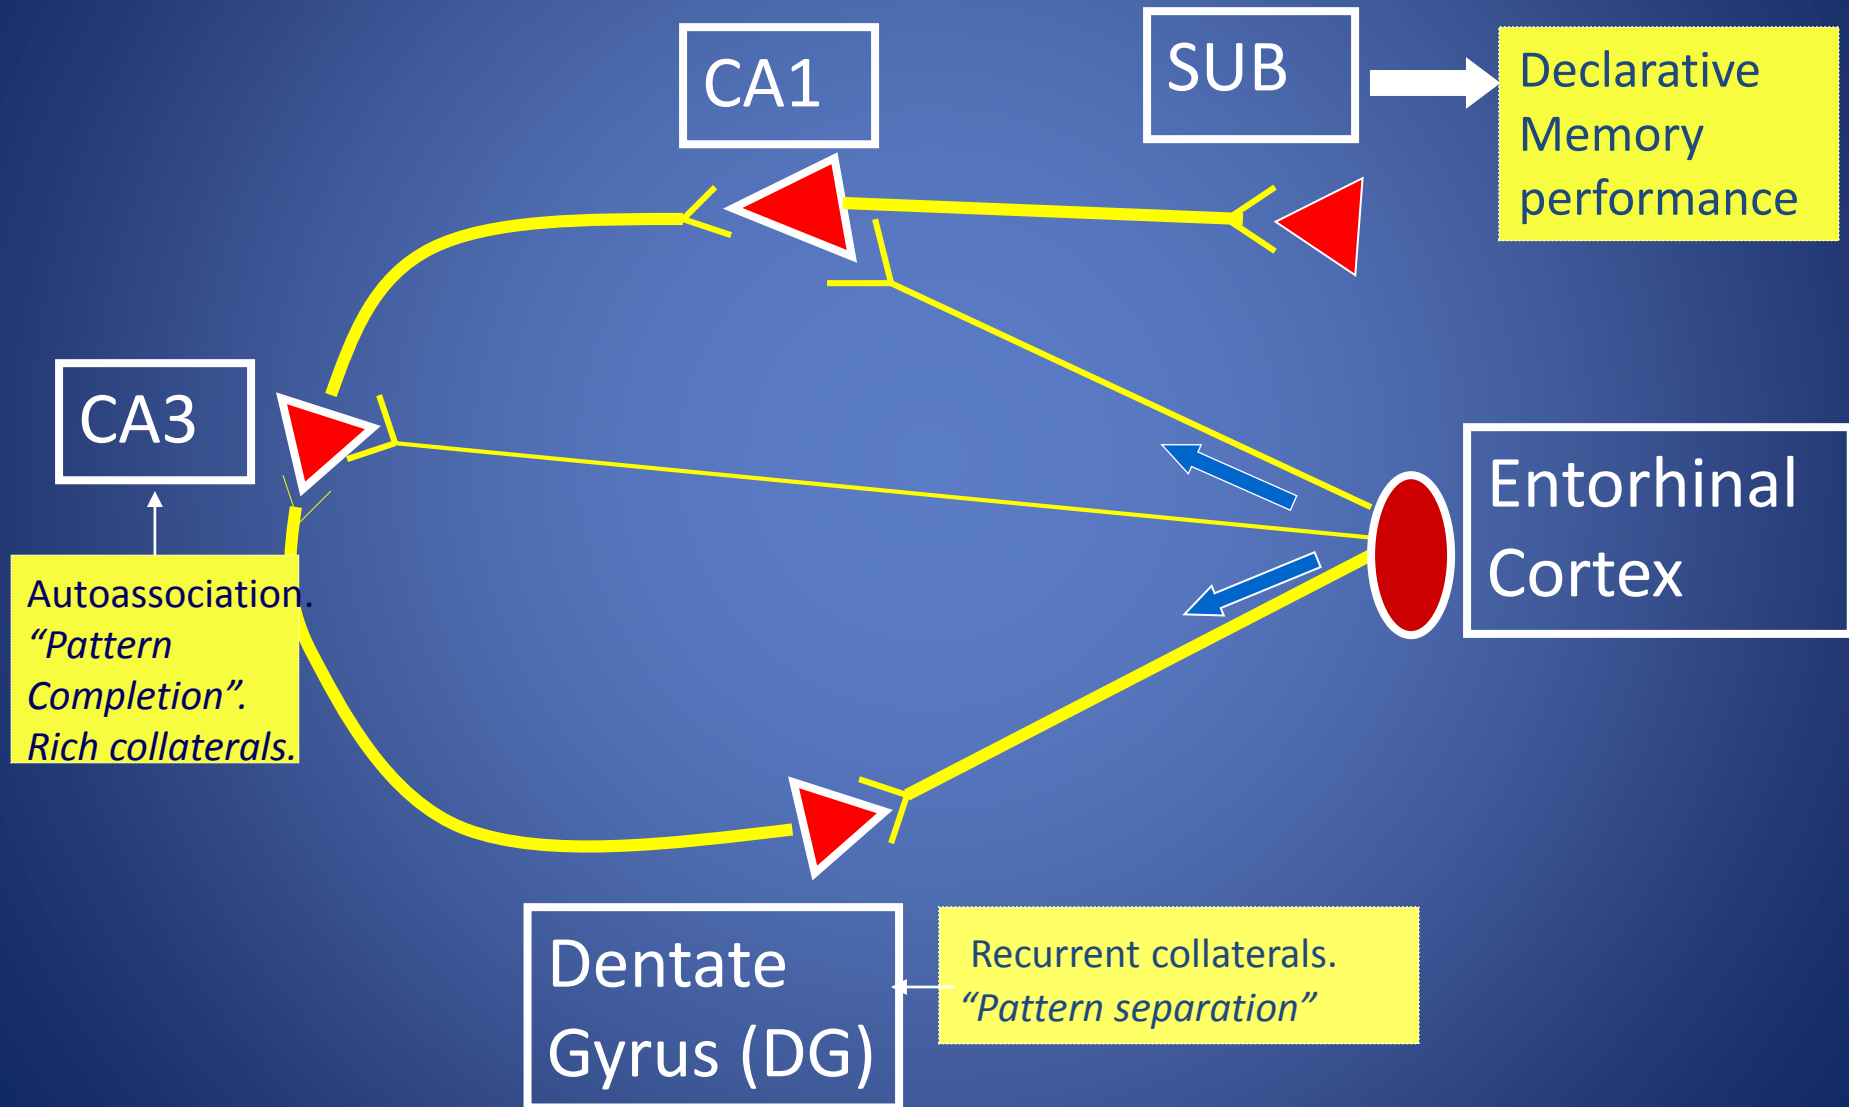 CA1
SUB
Declarative
Memory
performance
CA3
Entorhinal
Cortex
Autoassociation.
“Pattern
Completion”.
Rich collaterals.
Dentate
Gyrus (DG)
Recurrent collaterals.
“Pattern separation”